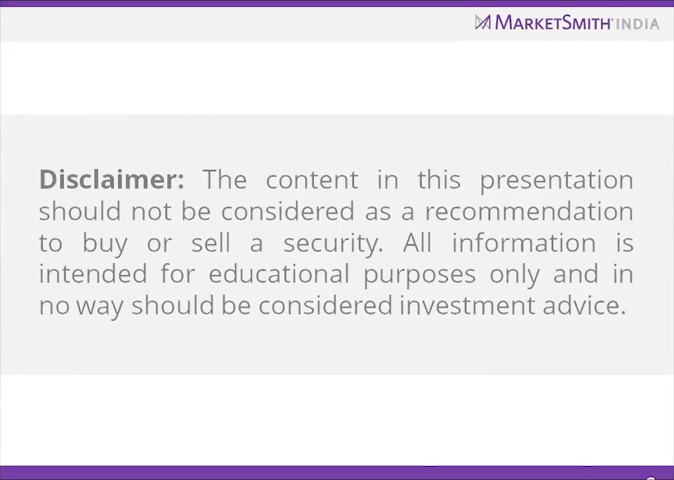 MARKETSMITH INDIA
Disclaimer: The content in this presentation
should not be considered as a recommendation
to buy or sell a security. All information is
intended for educational purposes only and in
no way should be considered investment advice.